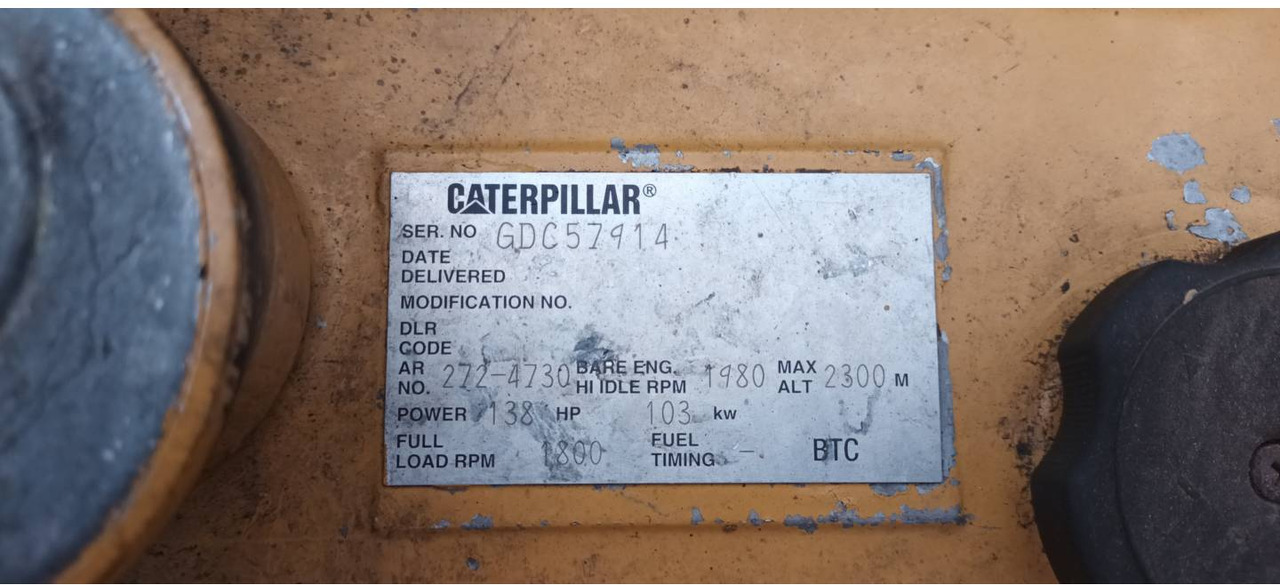 CATERPILLAR®
SER. NO GDC57914
DATE
DELIVERED
MODIFICATION NO.
DLR
CODE
AR
NO. 272-4730 BARE ENG.
HI IDLE RPM 1980 MAX
ALT 2300 M
POWER 138 HP 103 kw
FULL
LOAD RPM 1800 FUEL
TIMING - BTC